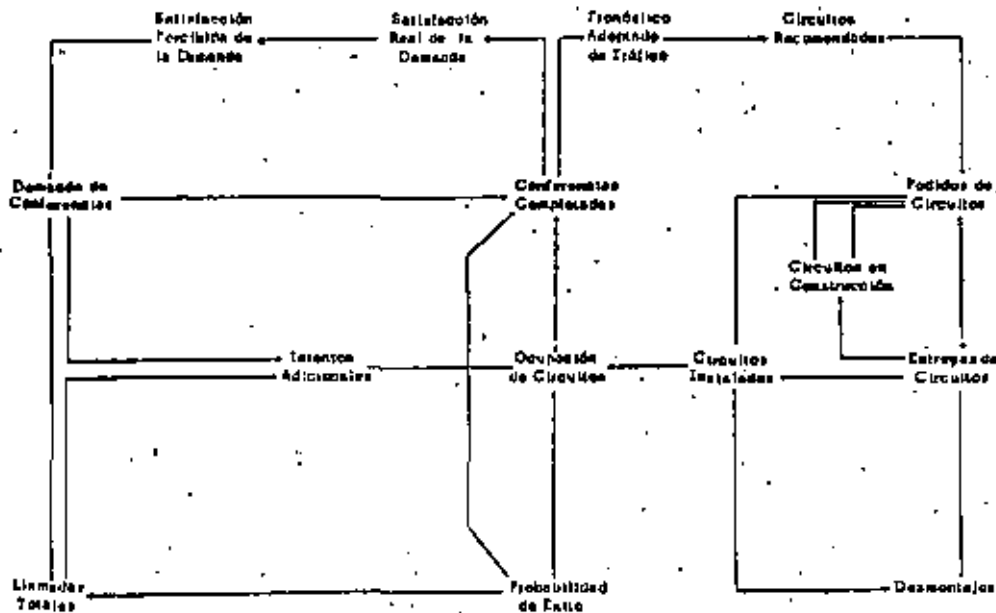 Satisfacción
Percibida de
la Demanda
Satisfacción
Real de la
Demanda
Pronóstico
Adoptado
de Tráfico
Circuitos
Recomendados
Demanda de
Conferencias
Conferencias
Completadas
Pedidos de
Circuitos
Circuitos en
Construcción
Intentos
Adicionales
Ocupación
de Circuitos
Circuitos
Instalados
Entregas de
Circuitos
Llamadas
Totales
Probabilidad
de Exito
Desmontajes